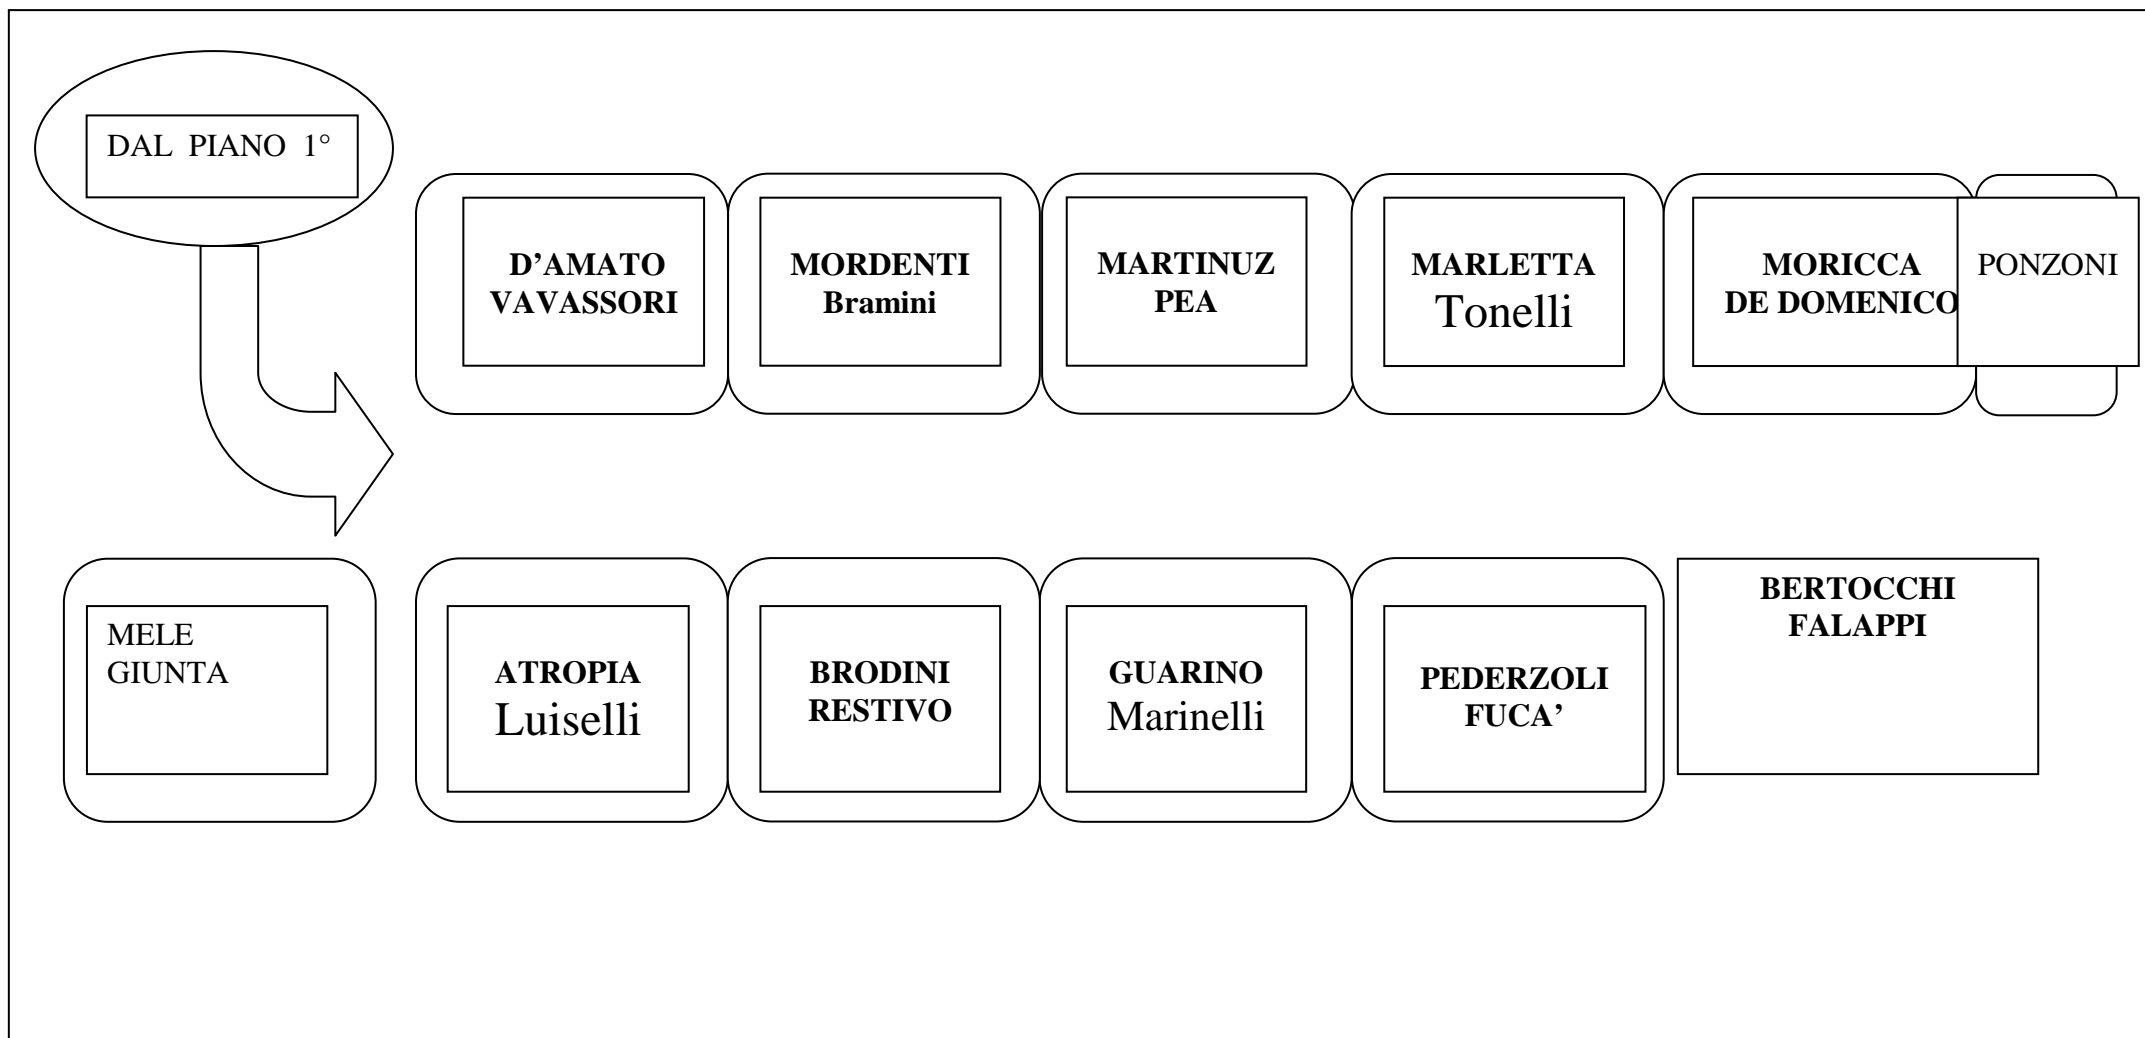 DAL PIANO 1°
D’AMATO
VAVASSORI
MORDENTI
Bramini
MARTINUZ
PEA
MARLETTA
Tonelli
MORICCA
DE DOMENICO
PONZONI
MELE
GIUNTA
ATROPIA
Luiselli
BRODINI
RESTIVO
GUARINO
Marinelli
PEDERZOLI
FUCA’
BERTOCCHI
FALAPPI